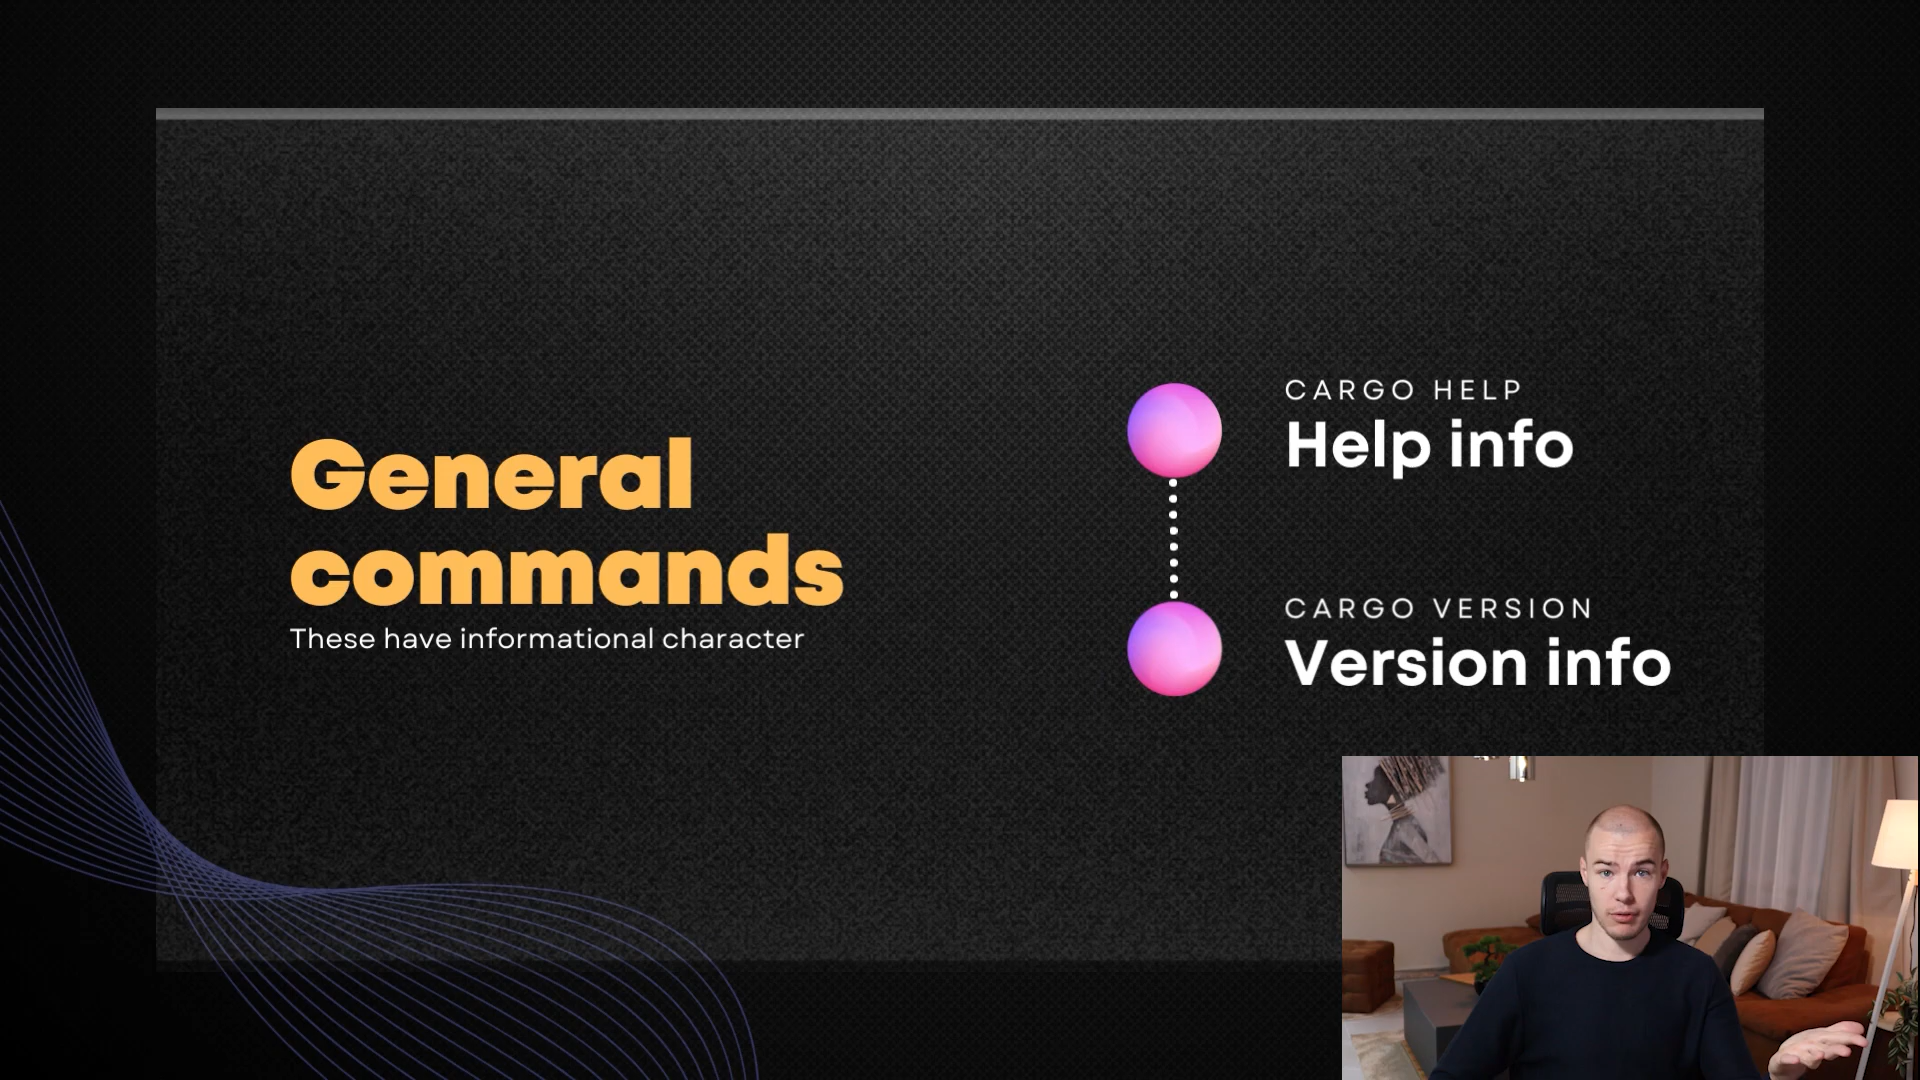 General
commands
These have informational character
CARGO HELP
Help info
CARGO VERSION
Version info